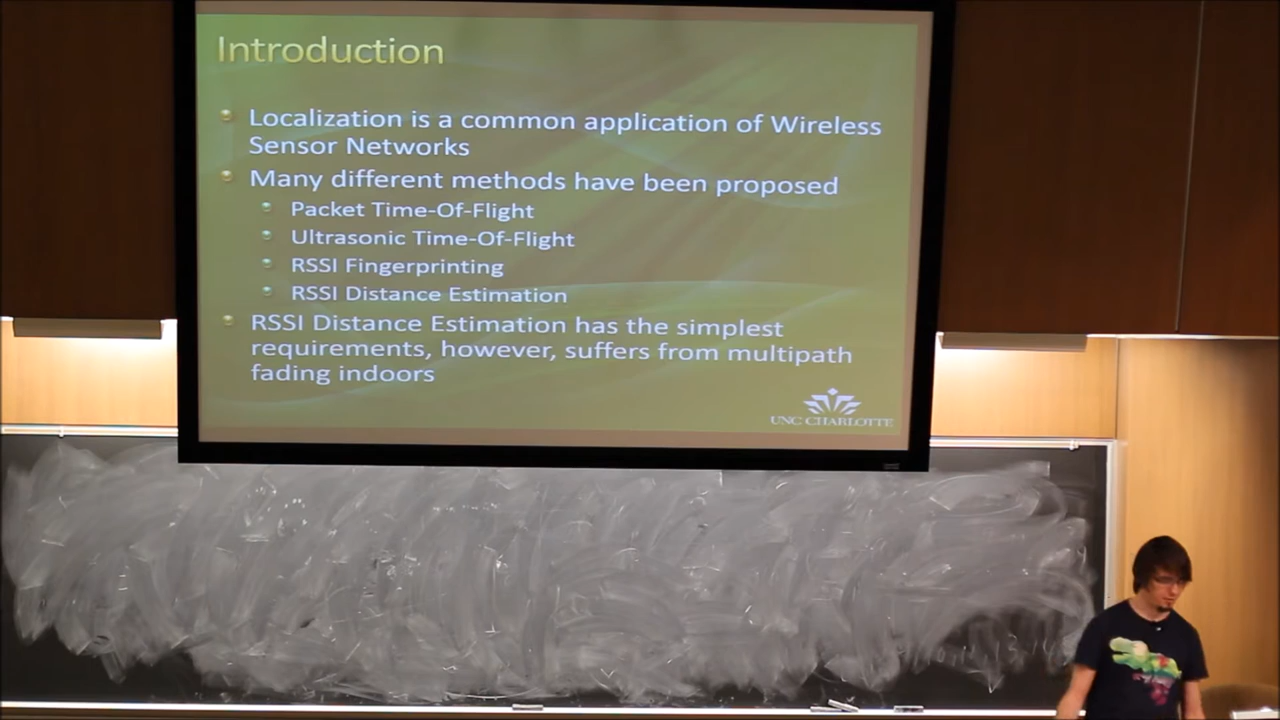 Introduction
Localization is a common application of Wireless
Sensor Networks
Many different methods have been proposed
Packet Time-Of-Flight
Ultrasonic Time-Of-Flight
RSSI Fingerprinting
RSSI Distance Estimation
RSSI Distance Estimation has the simplest
requirements, however, suffers from multipath
fading indoors
UNC CHARLOTTE